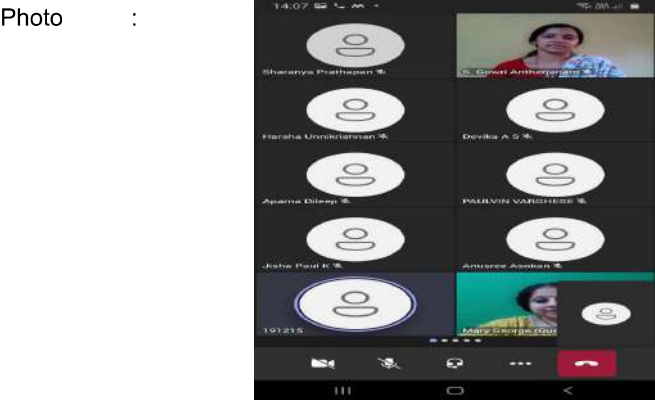 Photo :
14:07
Sharanya Prathapan
S. Gowri Antherjanam
Harsha Unnikrishnan
Devika A S
Aparna Dileep
PAULVIN VARGHESE
Jisha Paul K
Anusree Asokan
191215
Mary George (Gue